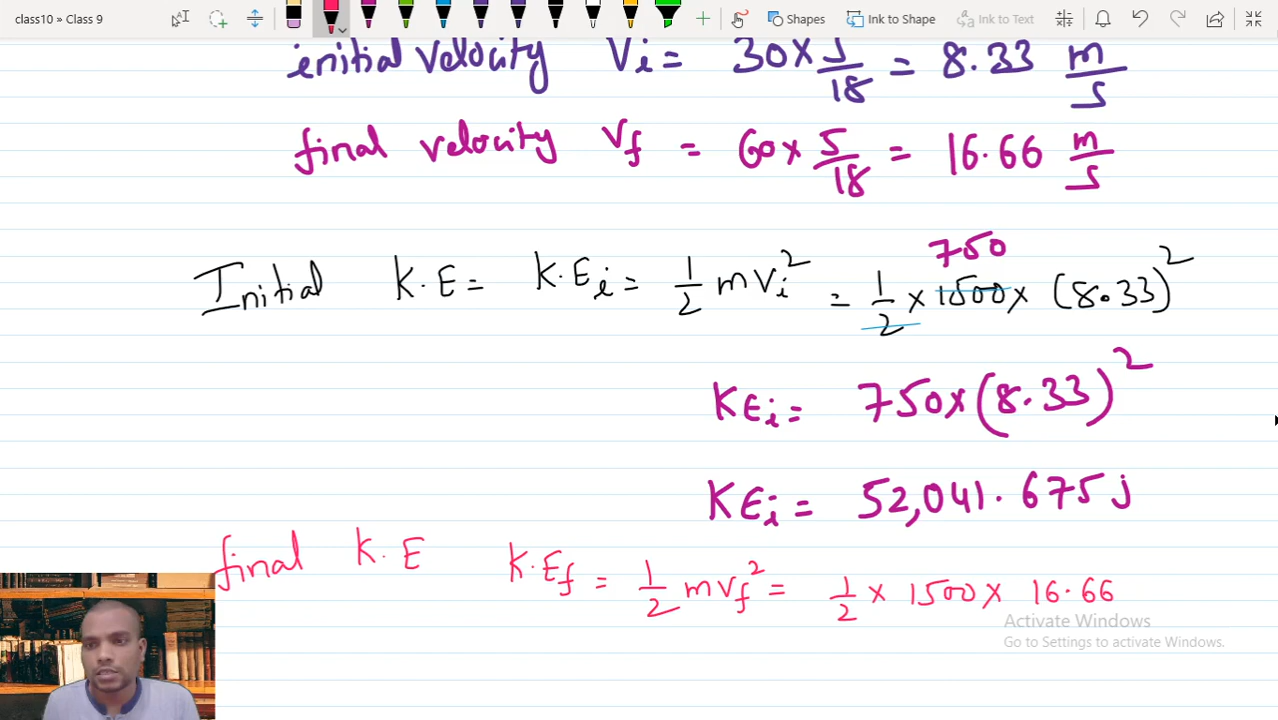 class10 » Class 9
Shapes
Ink to Shape
Ink to Text
initial velocity Vi = 30 × 5/18 = 8.33 m/s
final velocity Vf = 60 × 5/18 = 16.66 m/s
750
Initial K.E = K.Ei = 1/2 mVi² = 1/2 × 1500 × (8.33)²
KEi = 750 × (8.33)²
KEi = 52,041.675 j
final K.E K.Ef = 1/2 mVf² = 1/2 × 1500 × 16.66
Activate Windows
Go to Settings to activate Windows.